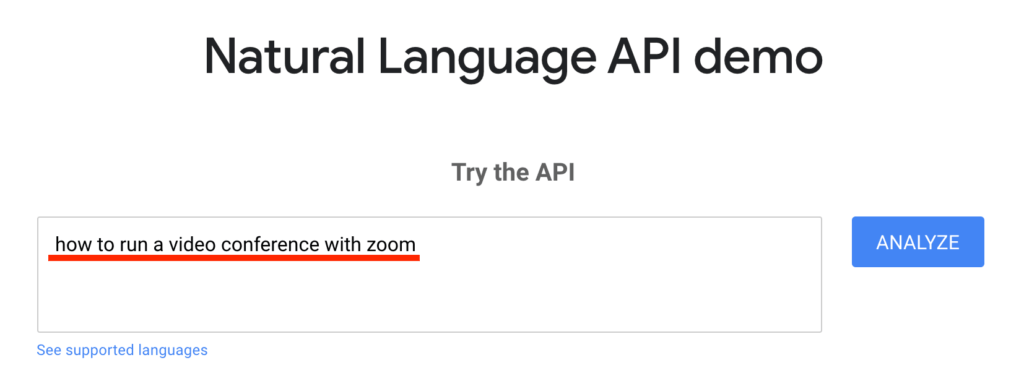 Natural Language API demo
Try the API
how to run a video conference with zoom
ANALYZE
See supported languages